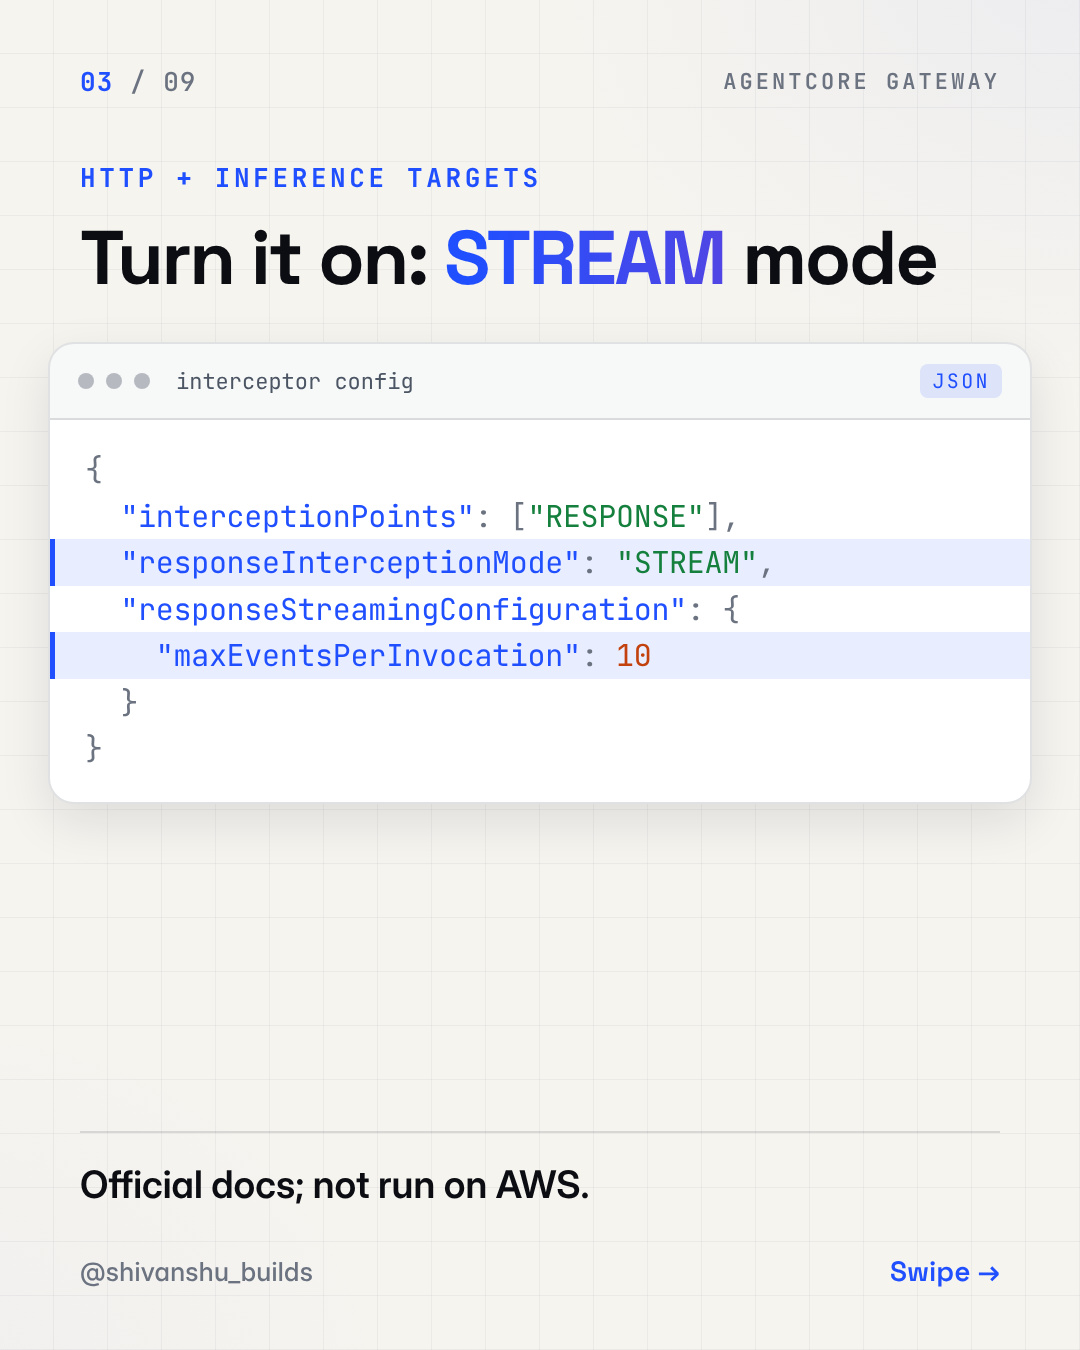 03 / 09
AGENTCORE GATEWAY
HTTP + INFERENCE TARGETS
Turn it on: STREAM mode
interceptor config
JSON
{
  "interceptionPoints": ["RESPONSE"],
  "responseInterceptionMode": "STREAM",
  "responseStreamingConfiguration": {
    "maxEventsPerInvocation": 10
  }
}
Official docs; not run on AWS.
@shivanshu_builds
Swipe →